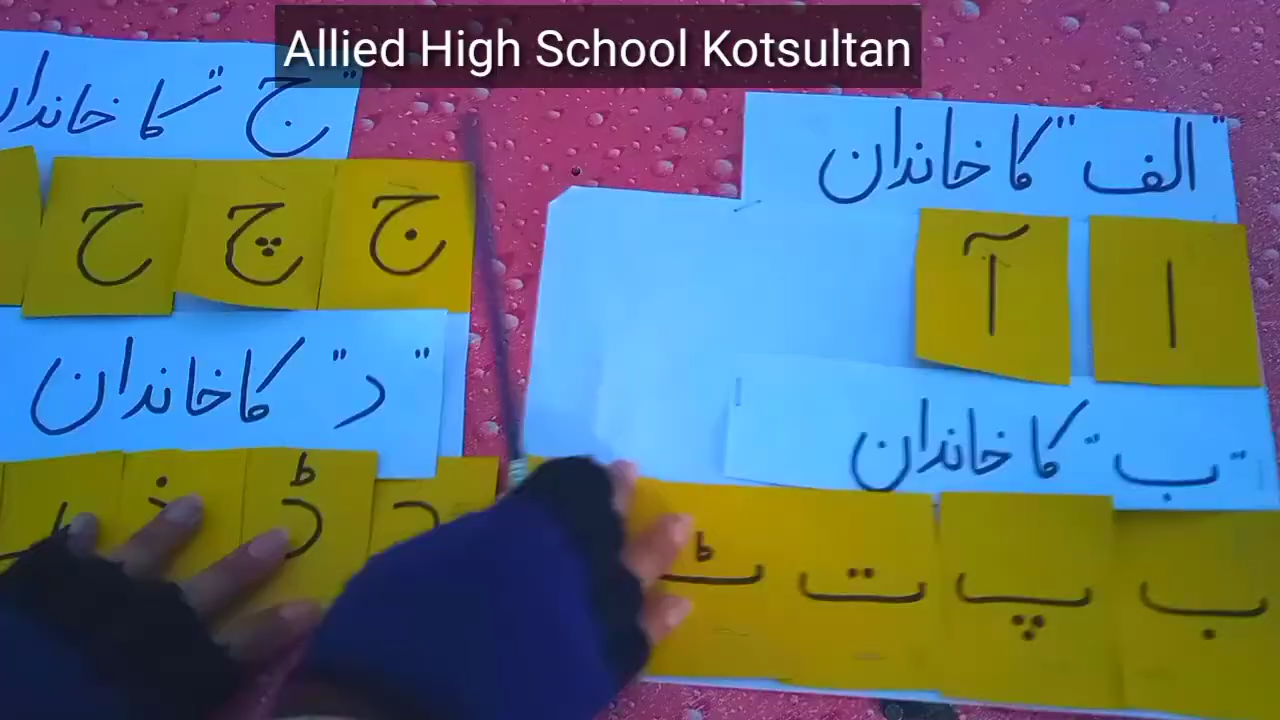 Allied High School Kotsultan
"الف" کا خاندان
ا آ
"ب" کا خاندان
ب پ ت ٹ
"ج" کا خاندان
ج چ ح
"د" کا خاندان
د ڈ